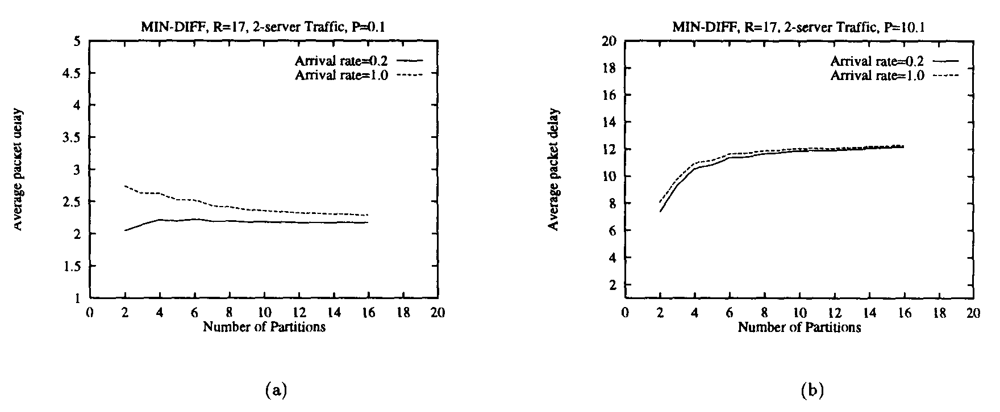 MIN-DIFF, R=17, 2-server Traffic, P=0.1
5
4.5
4
3.5
3
2.5
2
1.5
1
Average packet delay
Arrival rate=0.2
Arrival rate=1.0
0 2 4 6 8 10 12 14 16 18 20
Number of Partitions
(a)
MIN-DIFF, R=17, 2-server Traffic, P=10.1
20
18
16
14
12
10
8
6
4
2
Average packet delay
Arrival rate=0.2
Arrival rate=1.0
0 2 4 6 8 10 12 14 16 18 20
Number of Partitions
(b)